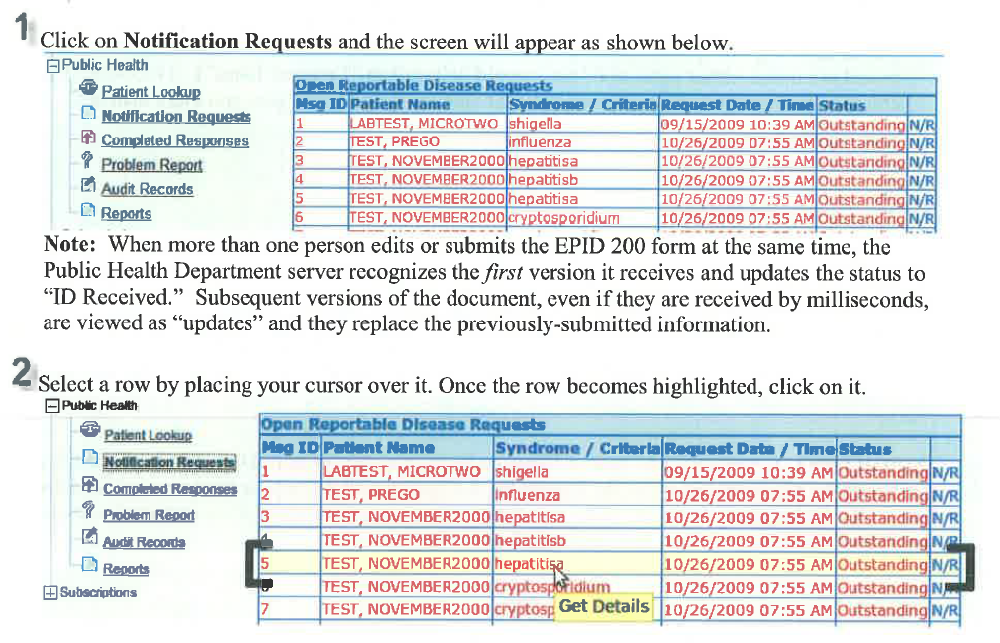 1
Click on Notification Requests and the screen will appear as shown below.
Public Health
Patient Lookup
Notification Requests
Completed Responses
Problem Report
Audit Records
Reports
Open Reportable Disease Requests
Msg ID Patient Name Syndrome / Criteria Request Date / Time Status
1 LABTEST, MICROTWO shigella 09/15/2009 10:39 AM Outstanding N/R
2 TEST, PREGO influenza 10/26/2009 07:55 AM Outstanding N/R
3 TEST, NOVEMBER2000 hepatitisa 10/26/2009 07:55 AM Outstanding N/R
4 TEST, NOVEMBER2000 hepatitisb 10/26/2009 07:55 AM Outstanding N/R
5 TEST, NOVEMBER2000 hepatitisa 10/26/2009 07:55 AM Outstanding N/R
6 TEST, NOVEMBER2000 cryptosporidium 10/26/2009 07:55 AM Outstanding N/R
Note: When more than one person edits or submits the EPID 200 form at the same time, the
Public Health Department server recognizes the first version it receives and updates the status to
“ID Received.” Subsequent versions of the document, even if they are received by milliseconds,
are viewed as “updates” and they replace the previously-submitted information.
2
Select a row by placing your cursor over it. Once the row becomes highlighted, click on it.
Public Health
Patient Lookup
Notification Requests
Completed Responses
Problem Report
Audit Records
Reports
Subscriptions
Open Reportable Disease Requests
Msg ID Patient Name Syndrome / Criteria Request Date / Time Status
1 LABTEST, MICROTWO shigella 09/15/2009 10:39 AM Outstanding N/R
2 TEST, PREGO influenza 10/26/2009 07:55 AM Outstanding N/R
3 TEST, NOVEMBER2000 hepatitisa 10/26/2009 07:55 AM Outstanding N/R
TEST, NOVEMBER2000 hepatitisb 10/26/2009 07:55 AM Outstanding N/R
5 TEST, NOVEMBER2000 hepatitisa 10/26/2009 07:55 AM Outstanding N/R
TEST, NOVEMBER2000 cryptosporidium 10/26/2009 07:55 AM Outstanding N/R
7 TEST, NOVEMBER2000 cryptosp 10/26/2009 07:55 AM Outstanding N/R
Get Details